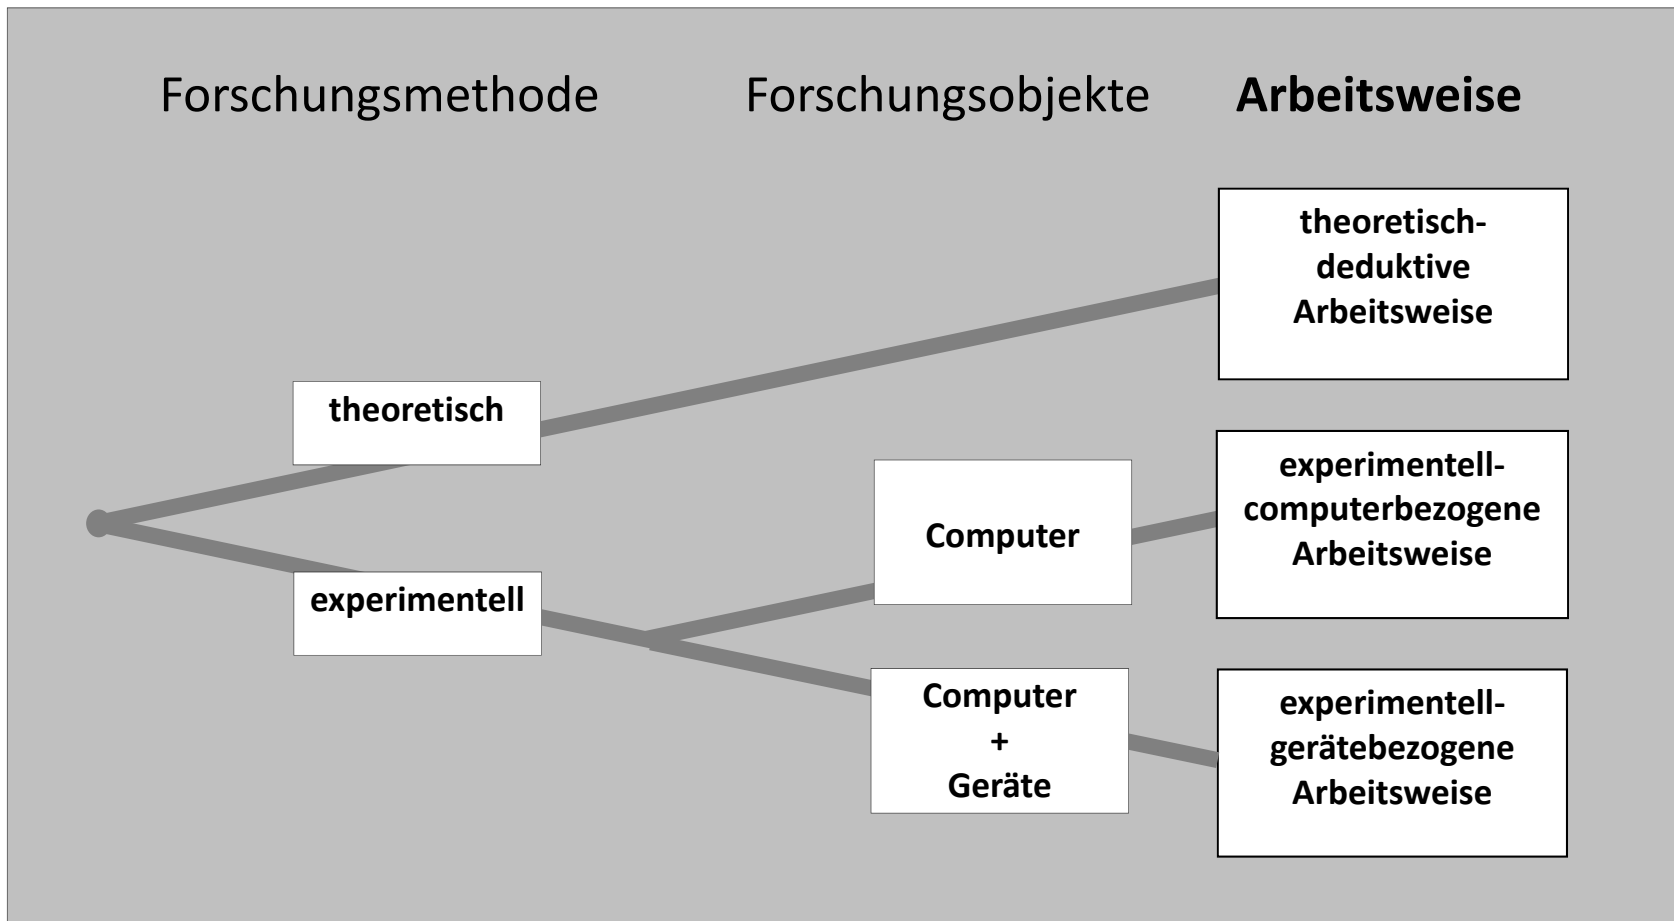 Forschungsmethode
Forschungsobjekte
Arbeitsweise
theoretisch
experimentell
Computer
Computer
+
Geräte
theoretisch-
deduktive
Arbeitsweise
experimentell-
computerbezogene
Arbeitsweise
experimentell-
gerätebezogene
Arbeitsweise